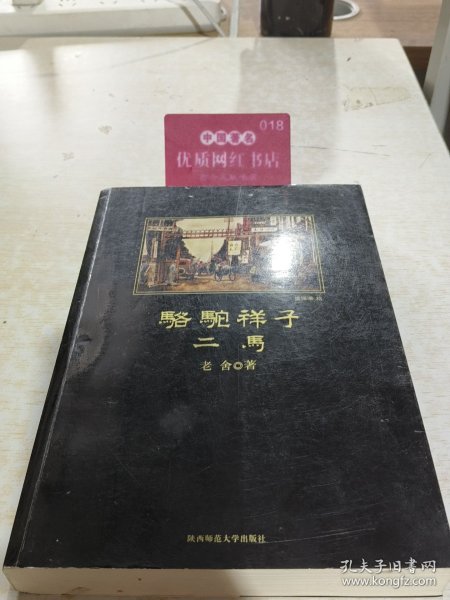 018
中国著名
优质网红书店
駱駝祥子
二馬
老舍◎著
陕西师范大学出版社
孔夫子旧书网
www.kongfz.com